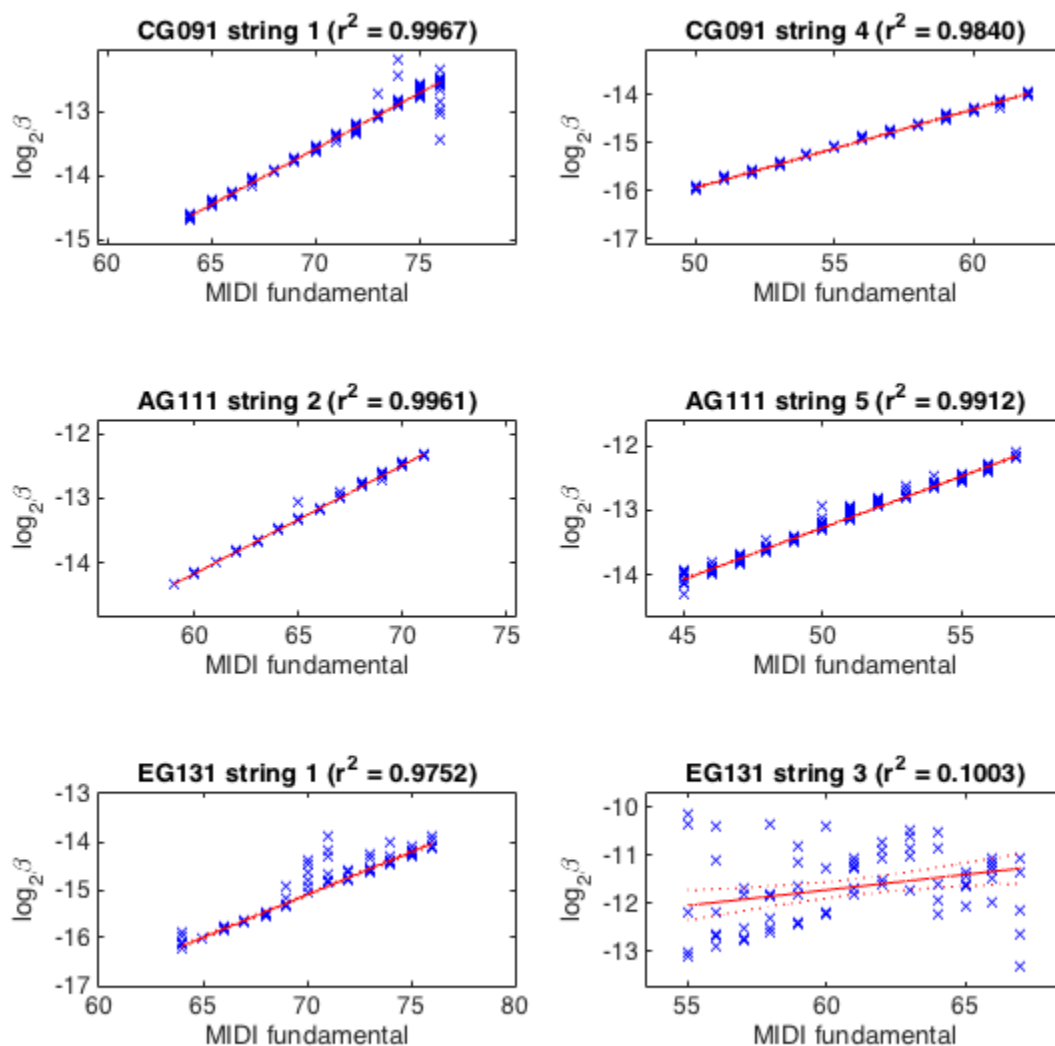 CG091 string 1 (r² = 0.9967)
-13
-14
-15
log₂β
60 65 70 75
MIDI fundamental
CG091 string 4 (r² = 0.9840)
-14
-15
-16
-17
log₂β
50 55 60
MIDI fundamental
AG111 string 2 (r² = 0.9961)
-12
-13
-14
log₂β
60 65 70 75
MIDI fundamental
AG111 string 5 (r² = 0.9912)
-12
-13
-14
log₂β
45 50 55
MIDI fundamental
EG131 string 1 (r² = 0.9752)
-13
-14
-15
-16
-17
log₂β
60 65 70 75 80
MIDI fundamental
EG131 string 3 (r² = 0.1003)
-10
-11
-12
-13
log₂β
55 60 65
MIDI fundamental